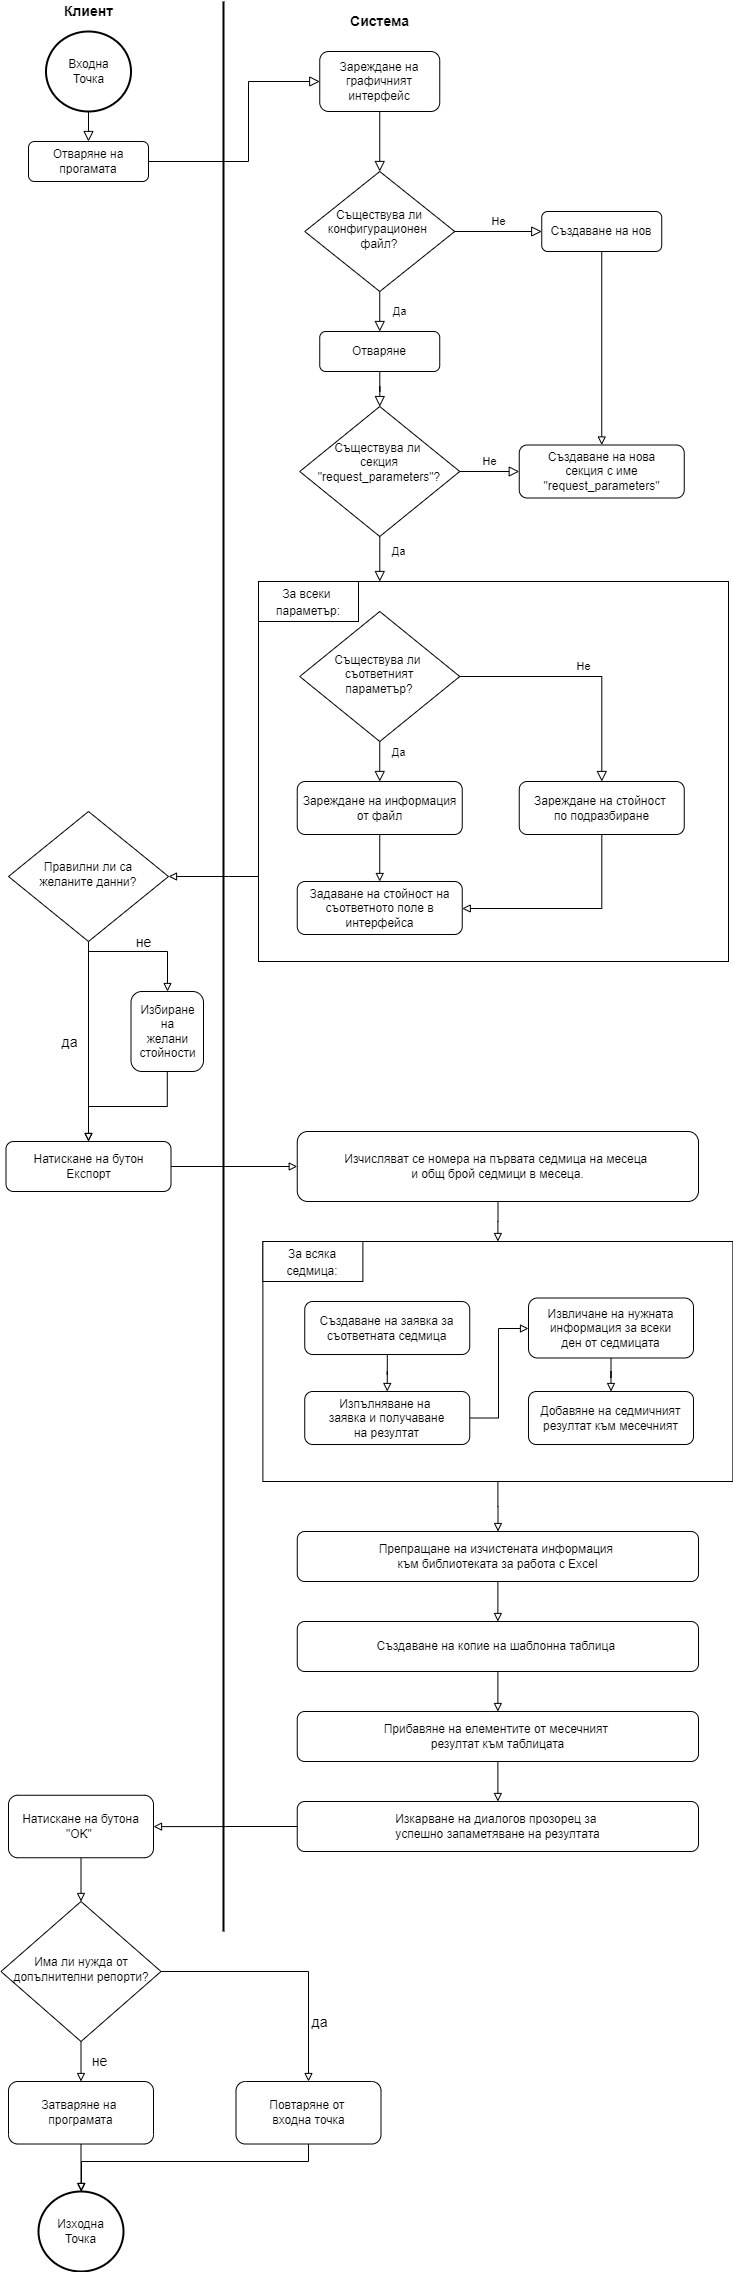 Клиент
Система
Входна
Точка
Зареждане на
графичният
интерфейс
Отваряне на
прогамата
Съществува ли
конфигурационен
файл?
Не
Създаване на нов
Да
Отваряне
Съществува ли
секция
"request_parameters"?
Не
Създаване на нова
секция с име
"request_parameters"
Да
За всеки
параметър:
Съществува ли
съответният
параметър?
Не
Да
Зареждане на информация
от файл
Зареждане на стойност
по подразбиране
Правилни ли са
желаните данни?
Задаване на стойност на
съответното поле в
интерфейса
не
Избиране
на
желани
стойности
да
Натискане на бутон
Експорт
Изчисляват се номера на първата седмица на месеца
и общ брой седмици в месеца.
За всяка
седмица:
Създаване на заявка за
съответната седмица
Извличане на нужната
информация за всеки
ден от седмицата
Изпълняване на
заявка и получаване
на резултат
Добавяне на седмичният
резултат към месечният
Препращане на изчистената информация
към библиотеката за работа с Excel
Създаване на копие на шаблонна таблица
Прибавяне на елементите от месечният
резултат към таблицата
Натискане на бутона
"OK"
Изкарване на диалогов прозорец за
успешно запаметяване на резултата
Има ли нужда от
допълнителни репорти?
да
не
Затваряне на
програмата
Повтаряне от
входна точка
Изходна
Точка